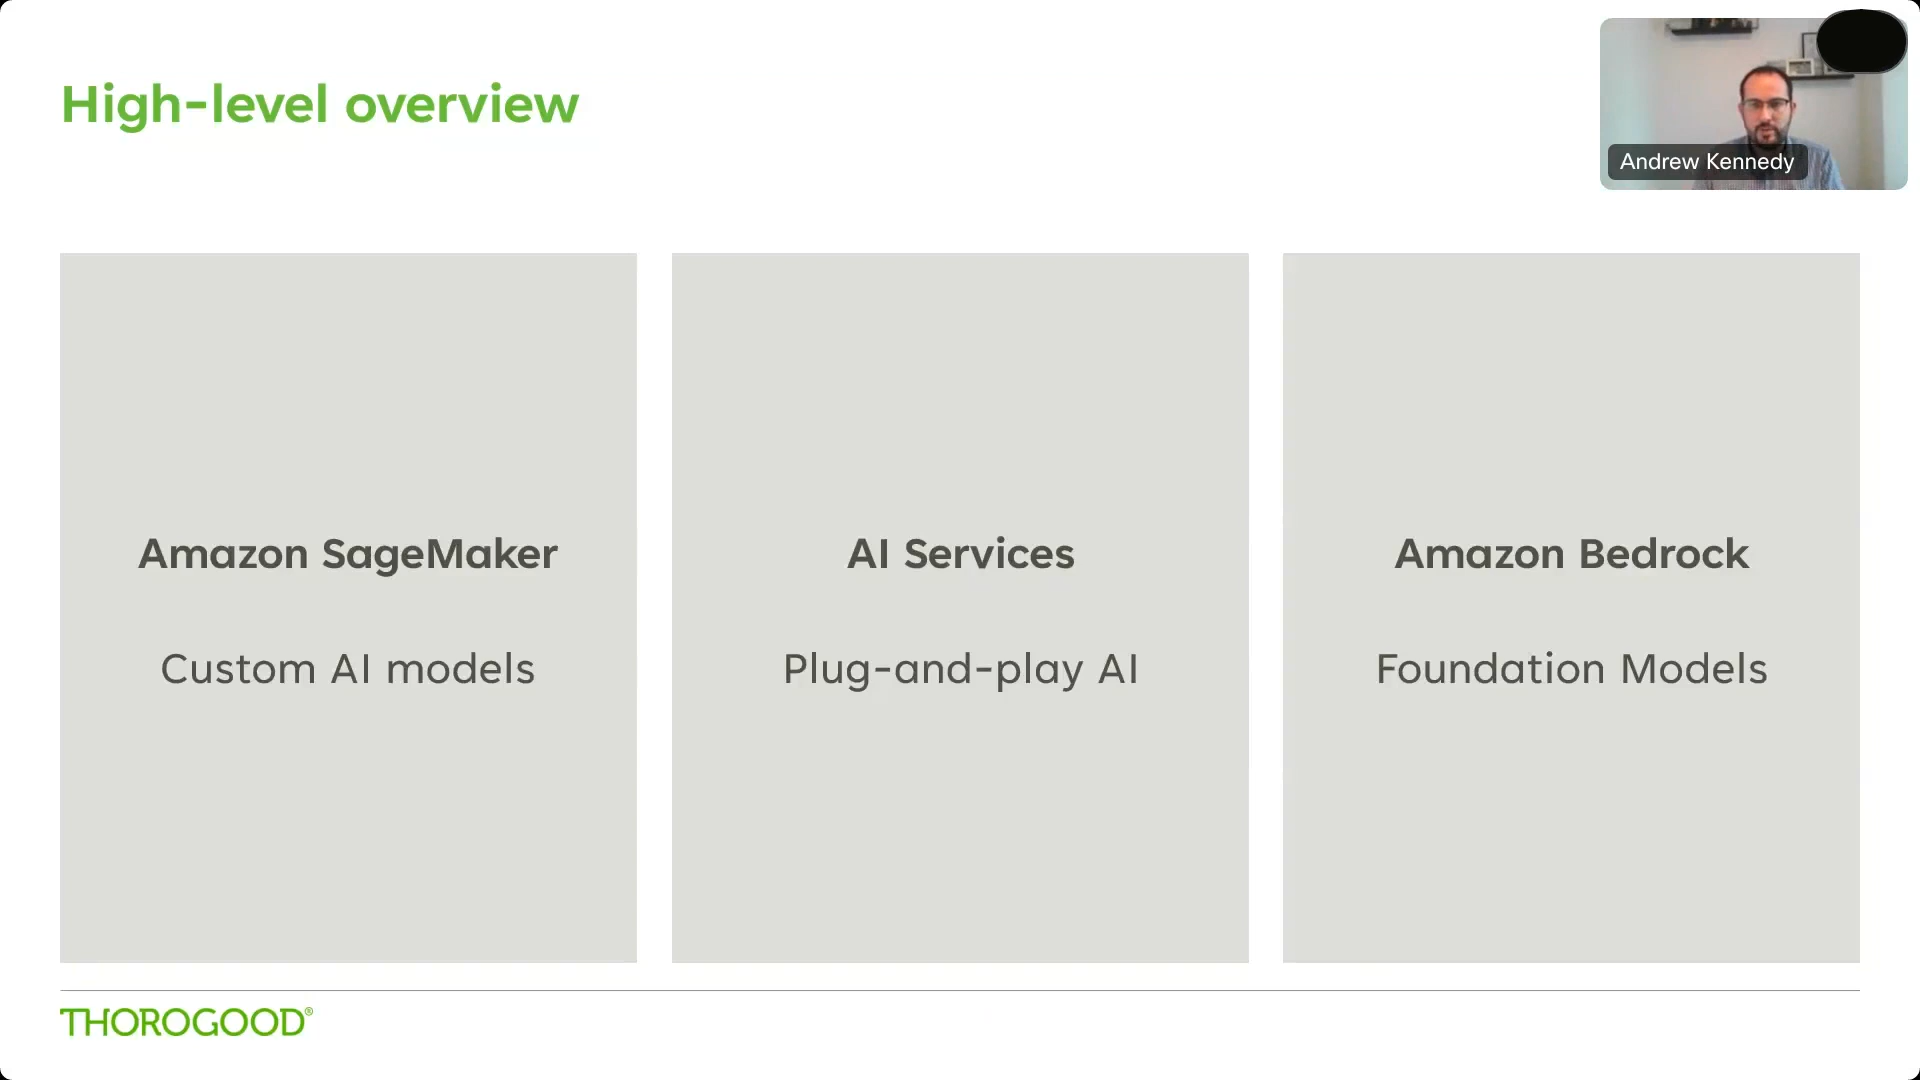 High-level overview
Andrew Kennedy
Amazon SageMaker
Custom AI models
AI Services
Plug-and-play AI
Amazon Bedrock
Foundation Models
THOROGOOD®